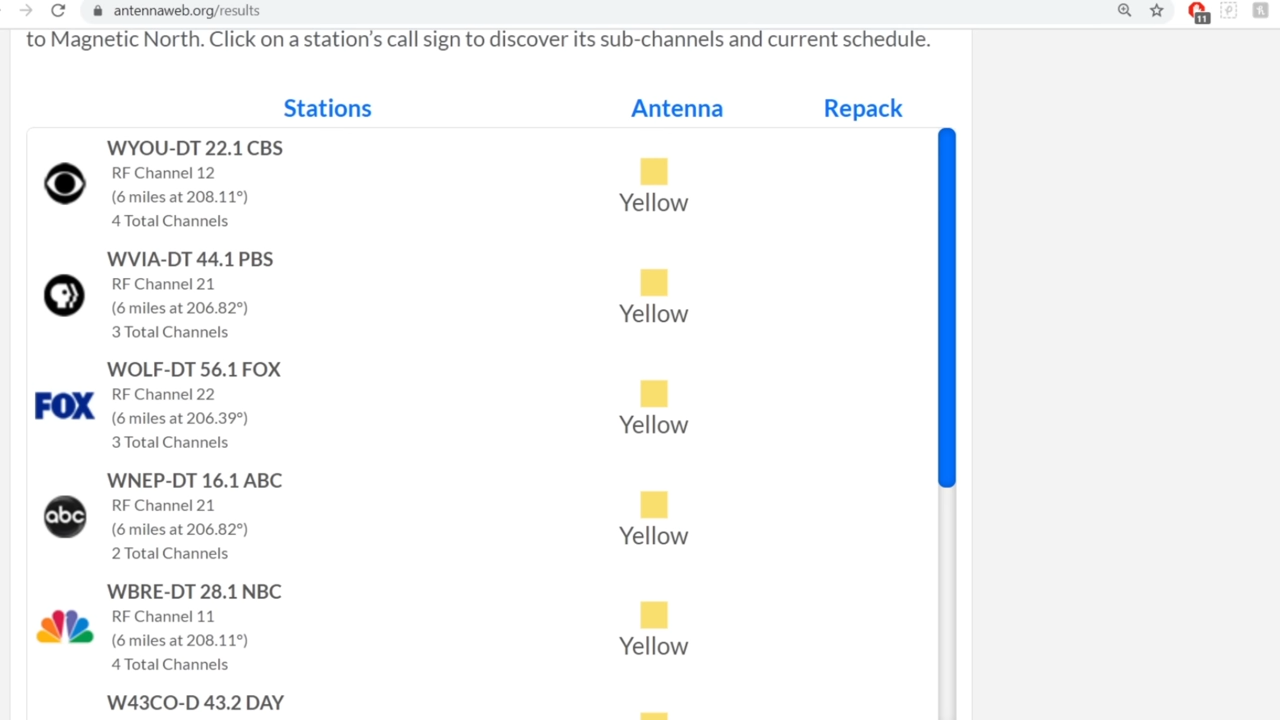 antennaweb.org/results
11
to Magnetic North. Click on a station’s call sign to discover its sub-channels and current schedule.
Stations Antenna Repack
WYOU-DT 22.1 CBS
RF Channel 12
(6 miles at 208.11°)
4 Total Channels
Yellow
WVIA-DT 44.1 PBS
RF Channel 21
(6 miles at 206.82°)
3 Total Channels
Yellow
FOX
WOLF-DT 56.1 FOX
RF Channel 22
(6 miles at 206.39°)
3 Total Channels
Yellow
abc
WNEP-DT 16.1 ABC
RF Channel 21
(6 miles at 206.82°)
2 Total Channels
Yellow
WBRE-DT 28.1 NBC
RF Channel 11
(6 miles at 208.11°)
4 Total Channels
Yellow
W43CO-D 43.2 DAY